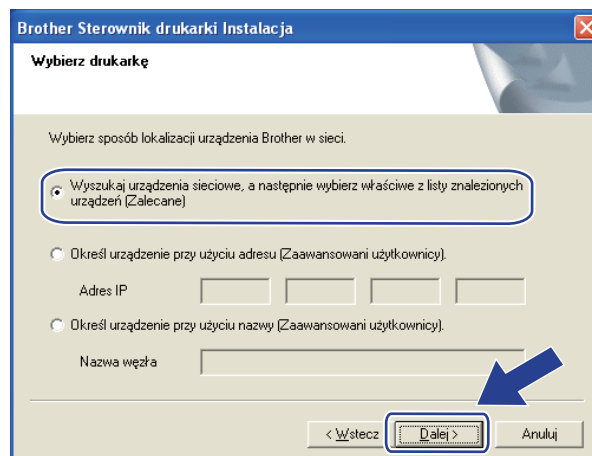 Brother Sterownik drukarki Instalacja
Wybierz drukarkę
Wybierz sposób lokalizacji urządzenia Brother w sieci.
Wyszukaj urządzenia sieciowe, a następnie wybierz właściwe z listy znalezionych
urządzeń (Zalecane)
Określ urządzenie przy użyciu adresu (Zaawansowani użytkownicy).
Adres IP
Określ urządzenie przy użyciu nazwy (Zaawansowani użytkownicy).
Nazwa węzła
< Wstecz Dalej > Anuluj